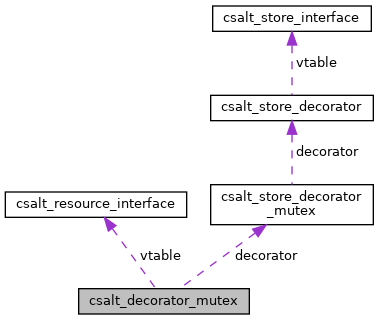 csalt_store_interface
vtable
csalt_store_decorator
decorator
csalt_store_decorator
_mutex
csalt_resource_interface
vtable
decorator
csalt_decorator_mutex